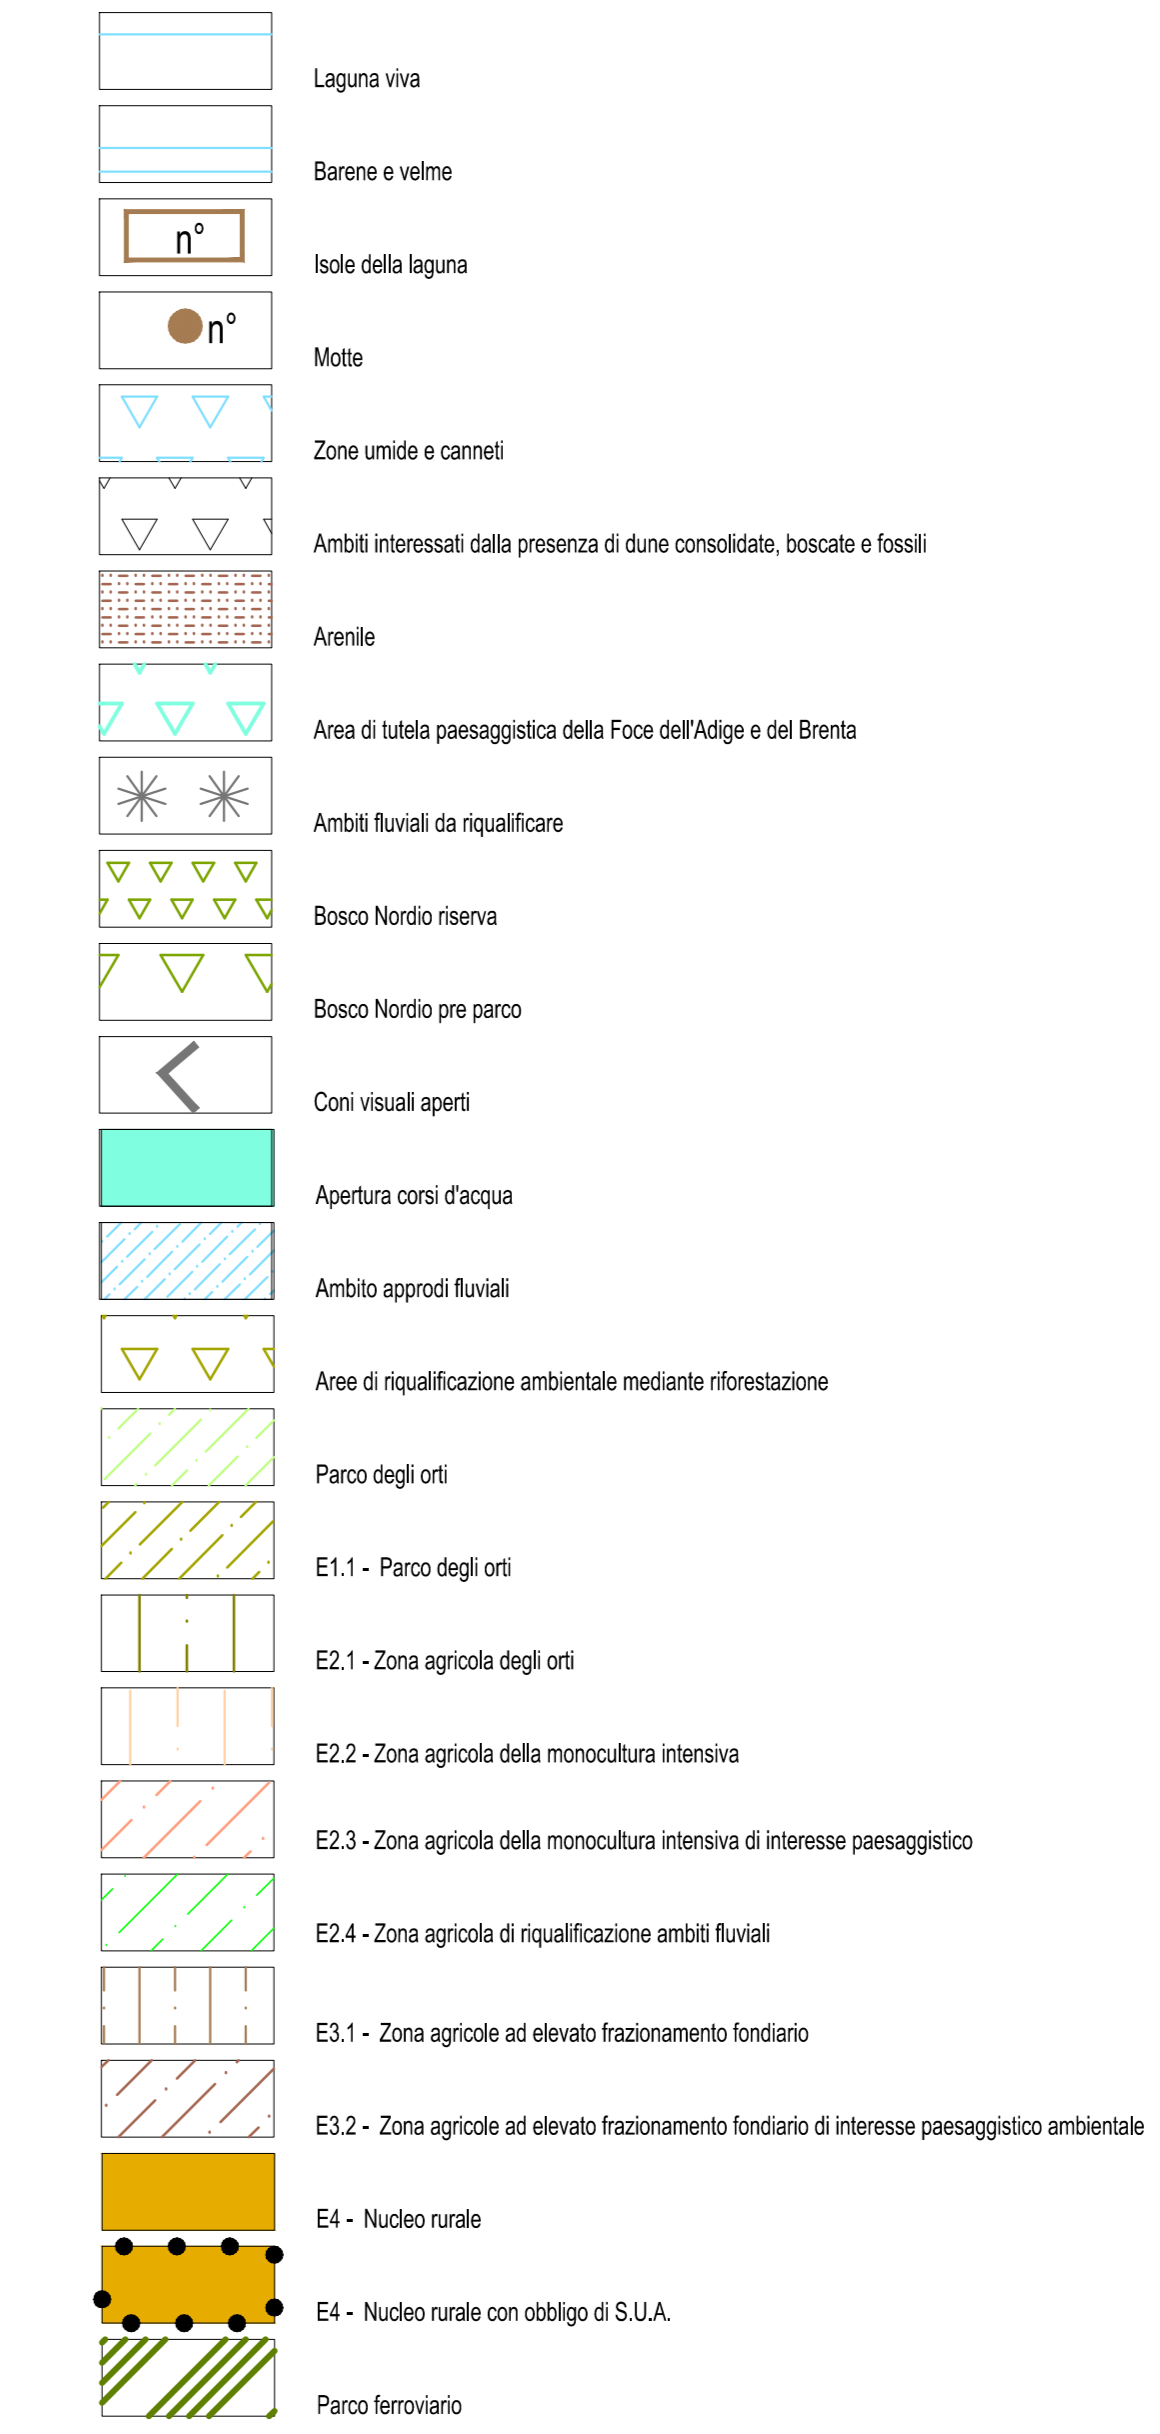 Laguna viva
Barene e velme
n°
Isole della laguna
n°
Motte
Zone umide e canneti
Ambiti interessati dalla presenza di dune consolidate, boscate e fossili
Arenile
Area di tutela paesaggistica della Foce dell'Adige e del Brenta
Ambiti fluviali da riqualificare
Bosco Nordio riserva
Bosco Nordio pre parco
Coni visuali aperti
Apertura corsi d'acqua
Ambito approdi fluviali
Aree di riqualificazione ambientale mediante riforestazione
Parco degli orti
E1.1 - Parco degli orti
E2.1 - Zona agricola degli orti
E2.2 - Zona agricola della monocultura intensiva
E2.3 - Zona agricola della monocultura intensiva di interesse paesaggistico
E2.4 - Zona agricola di riqualificazione ambiti fluviali
E3.1 - Zona agricole ad elevato frazionamento fondiario
E3.2 - Zona agricole ad elevato frazionamento fondiario di interesse paesaggistico ambientale
E4 - Nucleo rurale
E4 - Nucleo rurale con obbligo di S.U.A.
Parco ferroviario